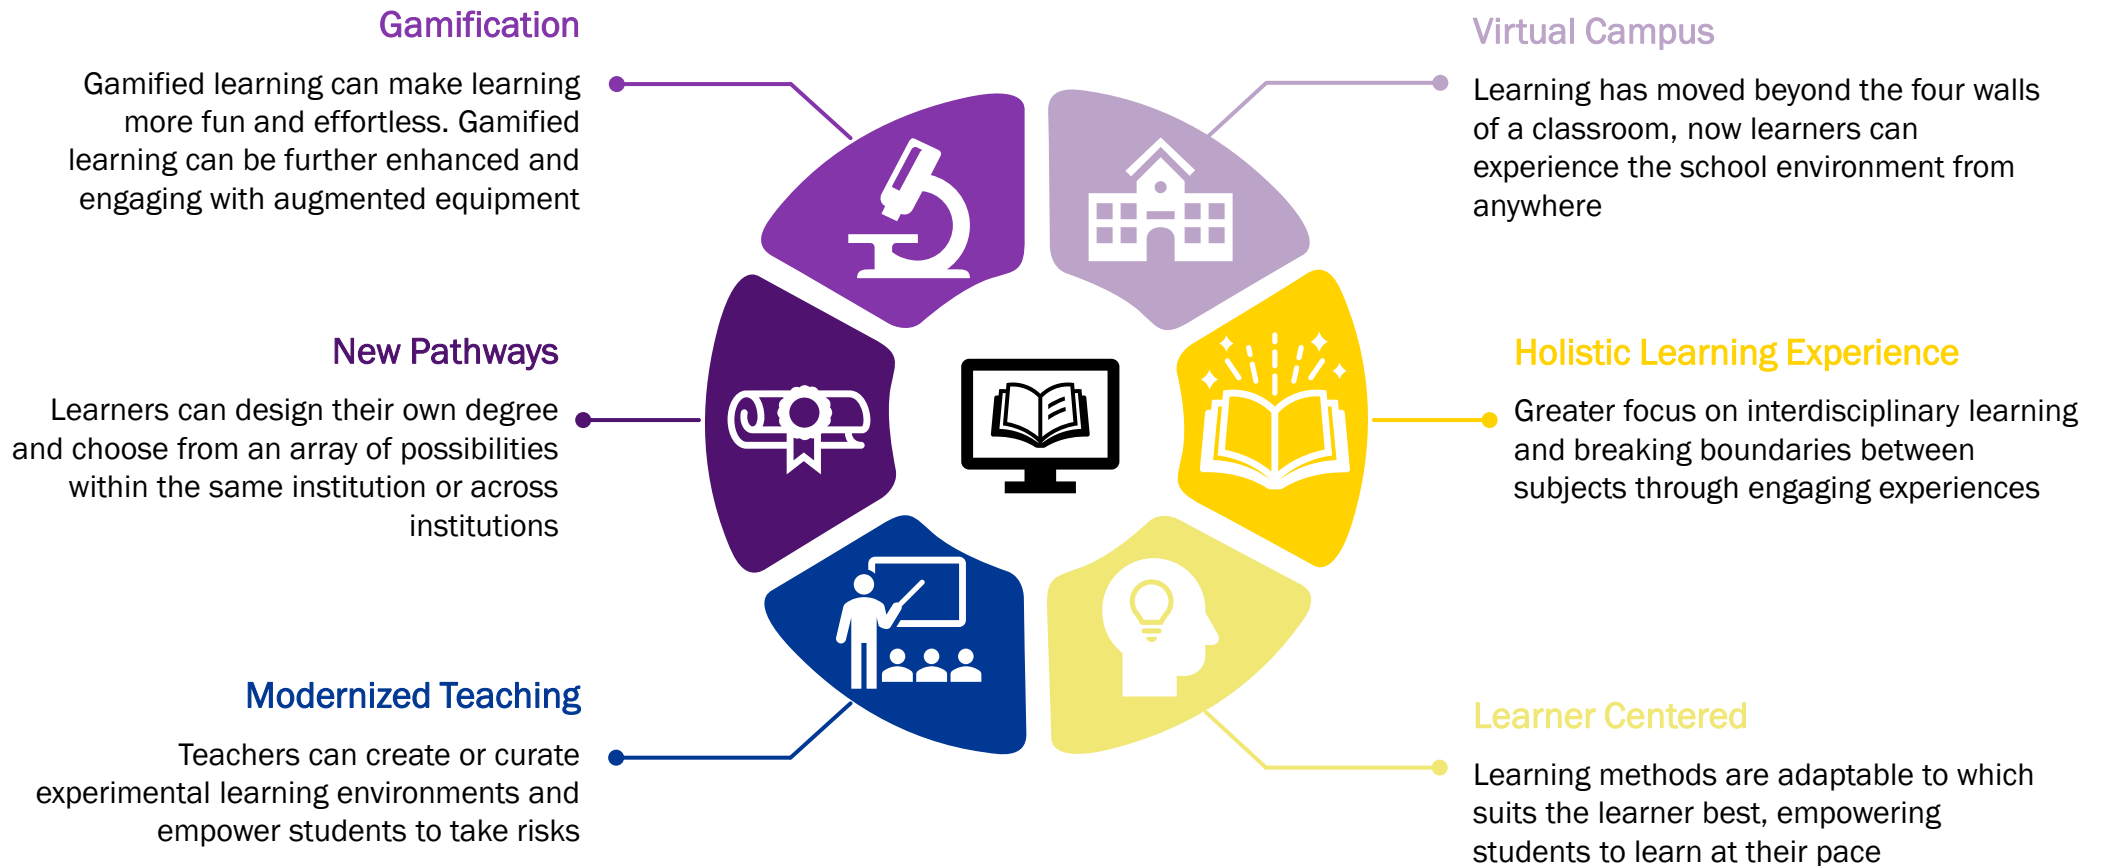 Gamification
Gamified learning can make learning
more fun and effortless. Gamified
learning can be further enhanced and
engaging with augmented equipment
New Pathways
Learners can design their own degree
and choose from an array of possibilities
within the same institution or across
institutions
Modernized Teaching
Teachers can create or curate
experimental learning environments and
empower students to take risks
Virtual Campus
Learning has moved beyond the four walls
of a classroom, now learners can
experience the school environment from
anywhere
Holistic Learning Experience
Greater focus on interdisciplinary learning
and breaking boundaries between
subjects through engaging experiences
Learner Centered
Learning methods are adaptable to which
suits the learner best, empowering
students to learn at their pace